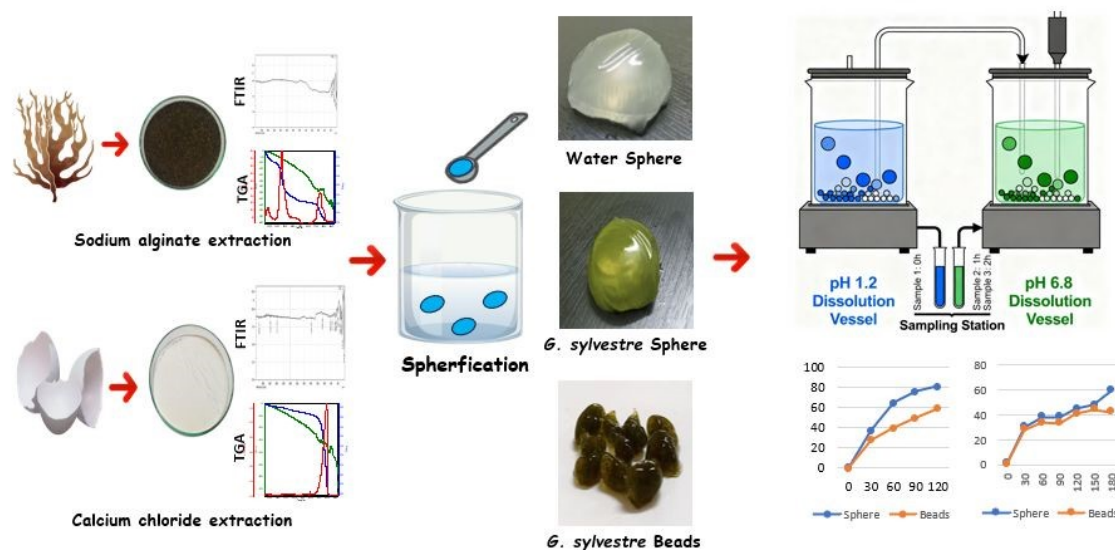 FTIR
TGA
Sodium alginate extraction
FTIR
TGA
Calcium chloride extraction
Spherfication
Water Sphere
G. sylvestre Sphere
G. sylvestre Beads
pH 1.2
Dissolution
Vessel
Sample 1: 0h
Sample 2: 1h
Sample 3: 2h
Sampling Station
pH 6.8
Dissolution
Vessel
100
80
60
40
20
0
0 30 60 90 120
Sphere Beads
80
60
40
20
0
0 30 60 90 120 150 180
Sphere Beads